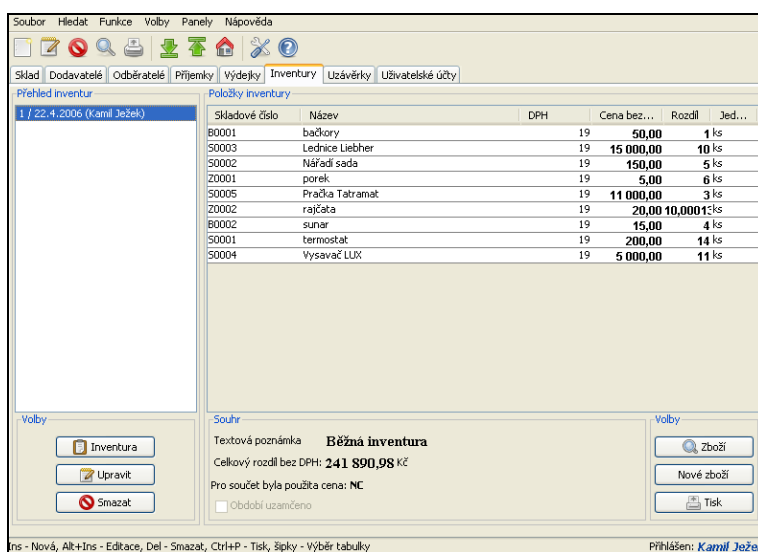 Soubor Hledat Funkce Volby Panely Nápověda
Sklad Dodavatelé Odběratelé Příjemky Výdejky Inventury Uzávěrky Uživatelské účty
Přehled inventur
1 / 22.4.2006 (Kamil Ježek)
Položky inventury
Skladové číslo Název DPH Cena bez... Rozdíl Jed...
B0001 bačkory 19 50,00 1 ks
S0003 Lednice Liebher 19 15 000,00 10 ks
S0002 Nářadí sada 19 150,00 5 ks
Z0001 porek 19 5,00 6 ks
S0005 Pračka Tatramat 19 11 000,00 3 ks
Z0002 rajčata 19 20,00 10,0001 ks
B0002 sunar 19 15,00 4 ks
S0001 termostat 19 200,00 14 ks
S0004 Vysavač LUX 19 5 000,00 11 ks
Volby
Inventura
Upravit
Smazat
Souhr
Textová poznámka Běžná inventura
Celkový rozdíl bez DPH: 241 890,98 Kč
Pro součet byla použita cena: NC
Období uzamčeno
Volby
Zboží
Nové zboží
Tisk
Ins - Nová, Alt+Ins - Editace, Del - Smazat, Ctrl+P - Tisk, šipky - Výběr tabulky
Přihlášen: Kamil Ježe